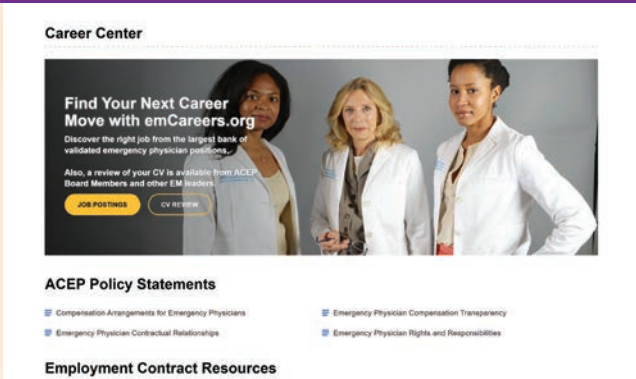 Career Center
Find Your Next Career
Move with emCareers.org
Discover the right job from the largest bank of
validated emergency physician positions.
Also, a review of your CV is available from ACEP
Board Members and other EM leaders.
JOB POSTINGS
CV REVIEW
ACEP Policy Statements
Compensation Arrangements for Emergency Physicians
Emergency Physician Compensation Transparency
Emergency Physician Contractual Relationships
Emergency Physician Rights and Responsibilities
Employment Contract Resources